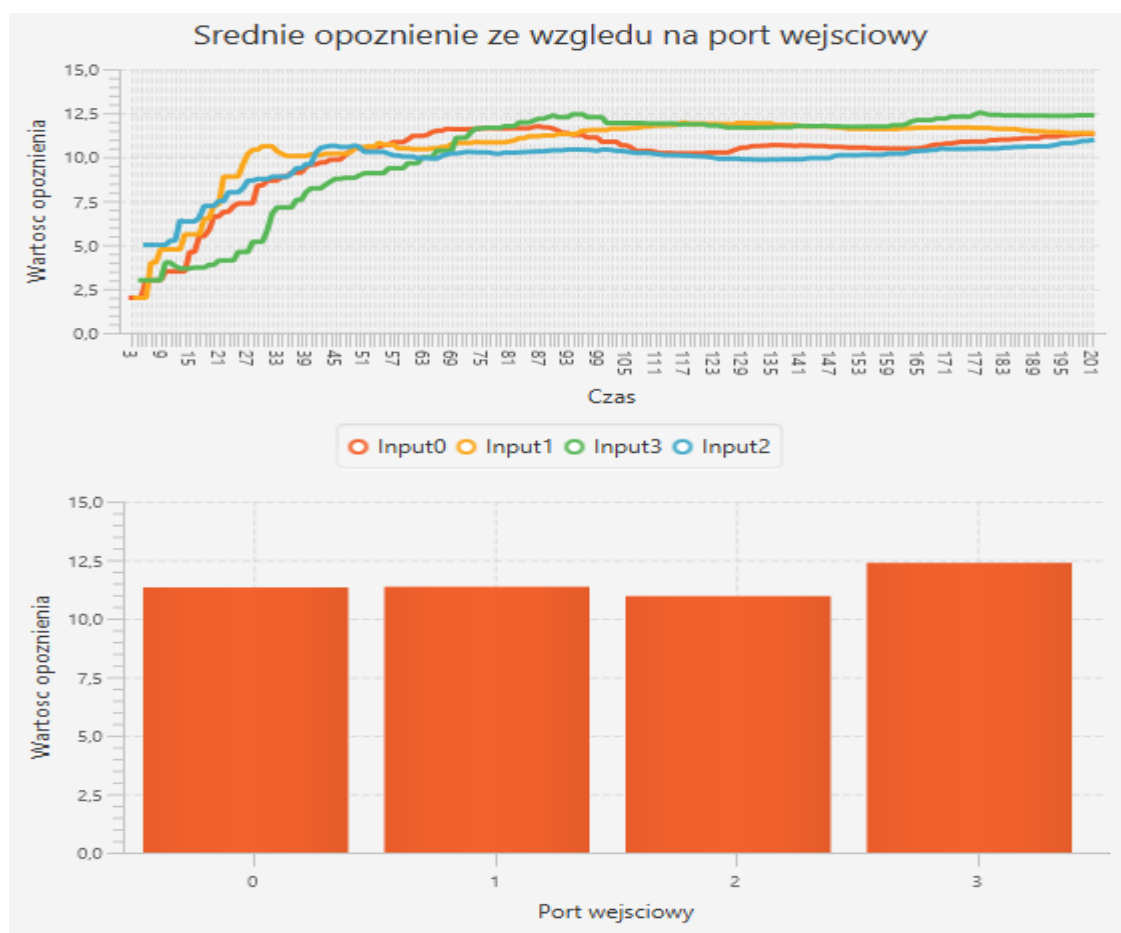 Srednie opoznienie ze wzgledu na port wejsciowy
Wartosc opoznienia
15,0
12,5
10,0
7,5
5,0
2,5
0,0
3 9 15 21 27 33 39 45 51 57 63 69 75 81 87 93 99 105 111 117 123 129 135 141 147 153 159 165 171 177 183 189 195 201
Czas
Input0 Input1 Input3 Input2
Wartosc opoznienia
15,0
12,5
10,0
7,5
5,0
2,5
0,0
0 1 2 3
Port wejsciowy